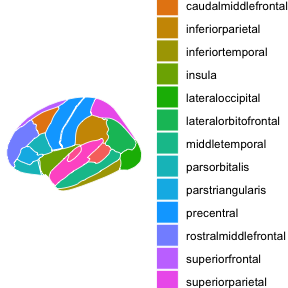 caudalmiddlefrontal
inferiorparietal
inferiortemporal
insula
lateraloccipital
lateralorbitofrontal
middletemporal
parsorbitalis
parstriangularis
precentral
rostralmiddlefrontal
superiorfrontal
superiorparietal